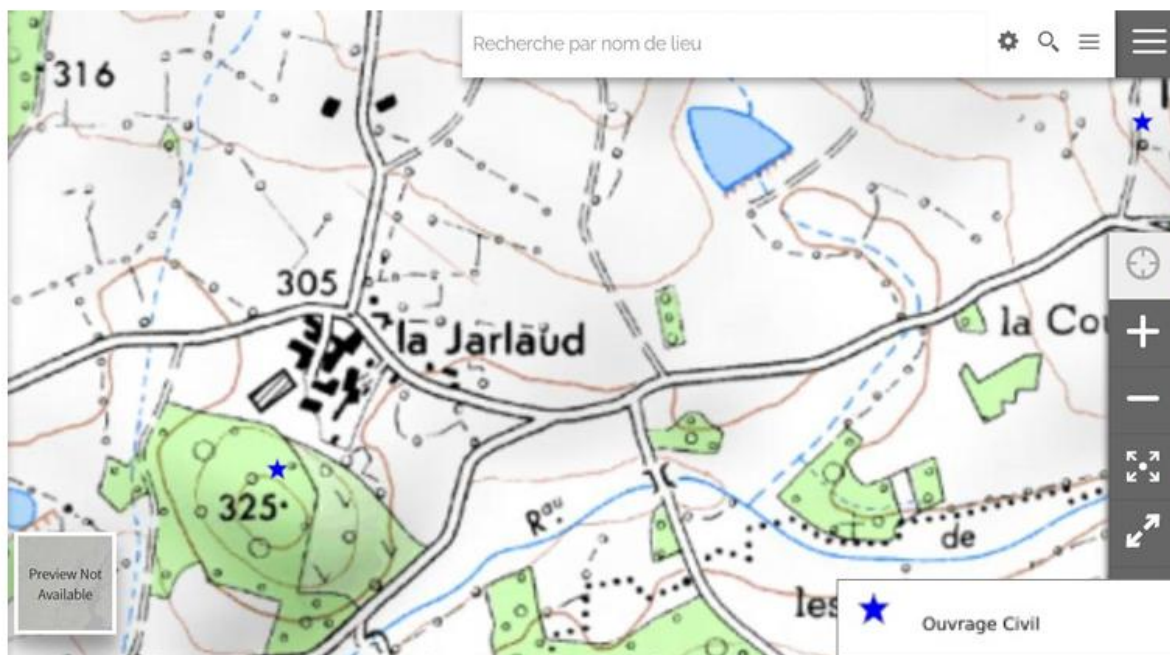 Recherche par nom de lieu
316
305
la Jarlaud
la Cou
325
Rau
de
les
Preview Not
Available
Ouvrage Civil